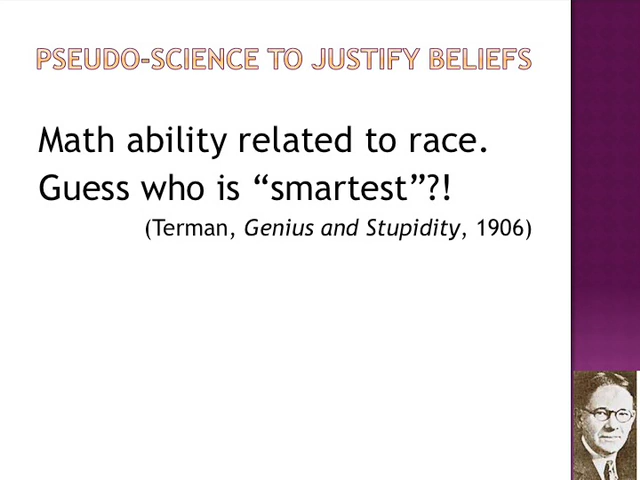 PSEUDO-SCIENCE TO JUSTIFY BELIEFS
Math ability related to race.
Guess who is “smartest”?!
(Terman, Genius and Stupidity, 1906)